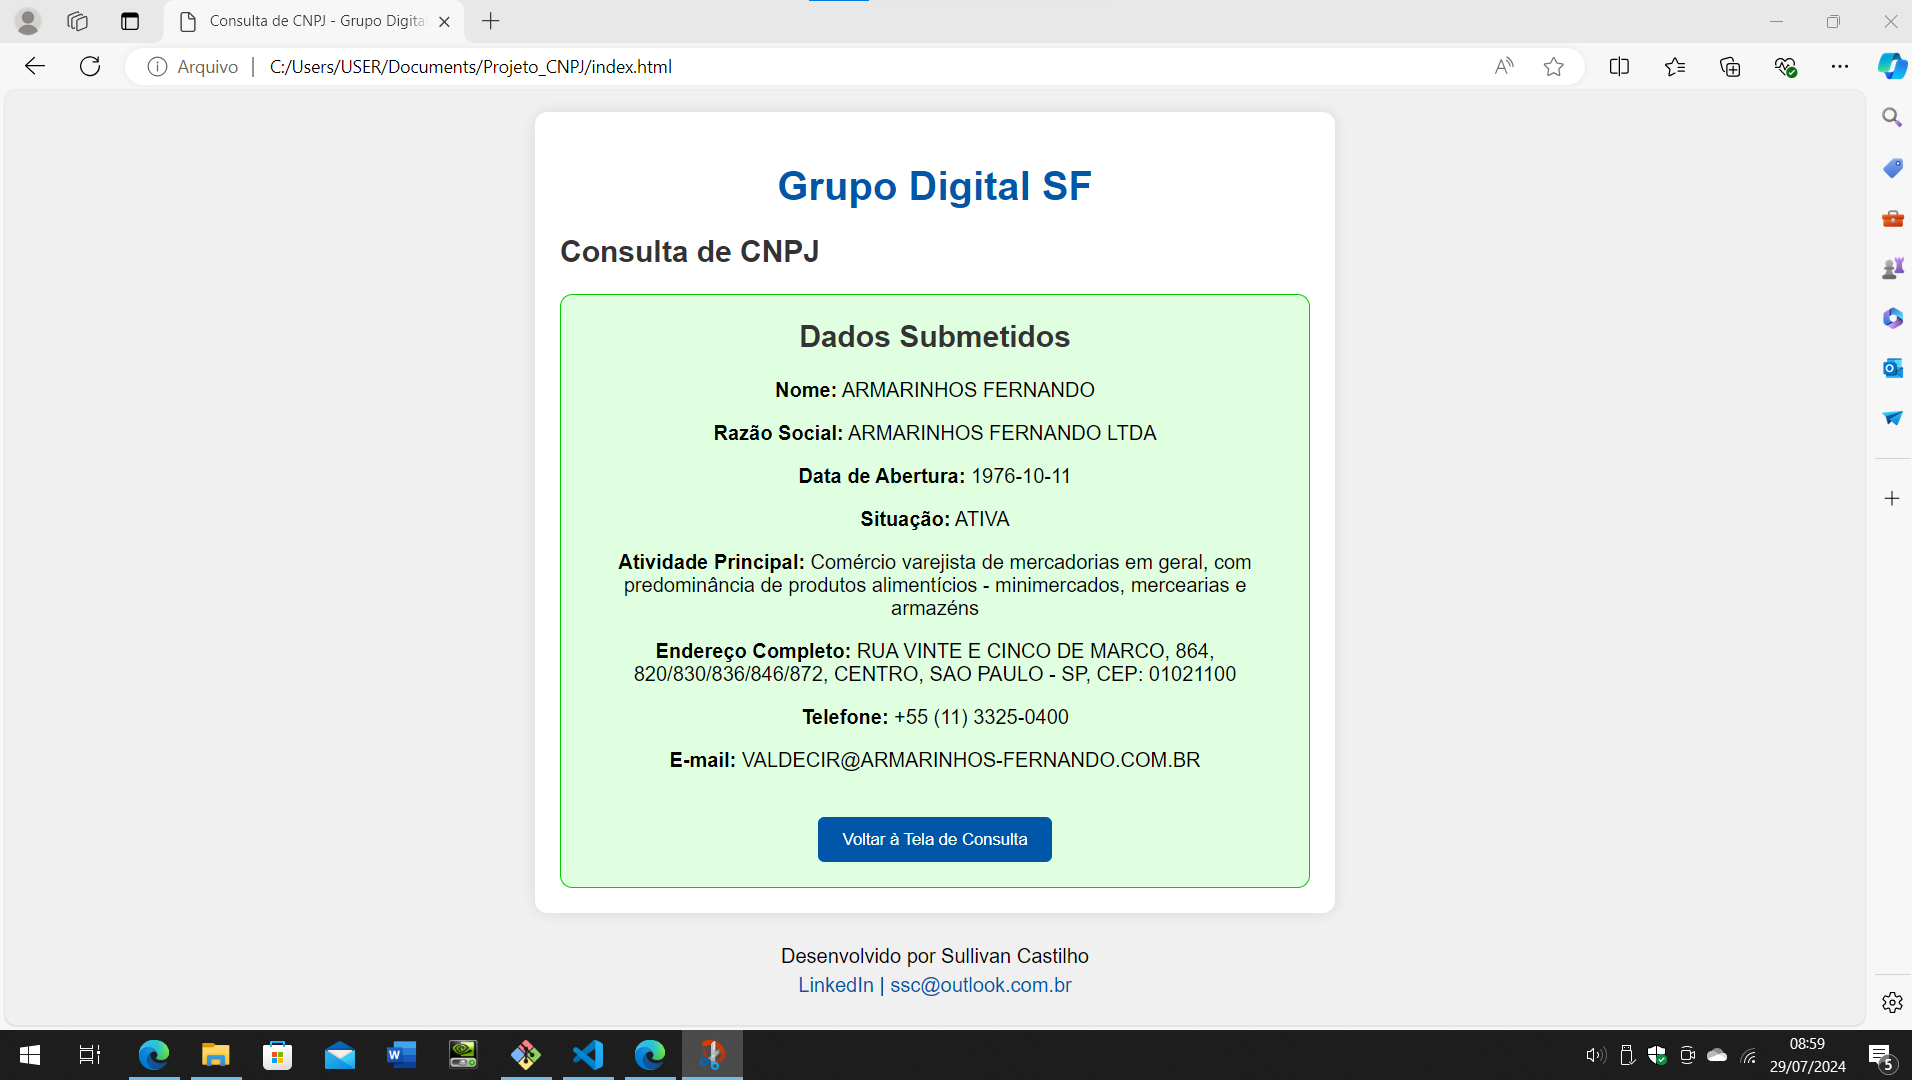 Consulta de CNPJ - Grupo Digita
Arquivo | C:/Users/USER/Documents/Projeto_CNPJ/index.html
Grupo Digital SF
Consulta de CNPJ
Dados Submetidos
Nome: ARMARINHOS FERNANDO
Razão Social: ARMARINHOS FERNANDO LTDA
Data de Abertura: 1976-10-11
Situação: ATIVA
Atividade Principal: Comércio varejista de mercadorias em geral, com
predominância de produtos alimentícios - minimercados, mercearias e
armazéns
Endereço Completo: RUA VINTE E CINCO DE MARCO, 864,
820/830/836/846/872, CENTRO, SAO PAULO - SP, CEP: 01021100
Telefone: +55 (11) 3325-0400
E-mail: VALDECIR@ARMARINHOS-FERNANDO.COM.BR
Voltar à Tela de Consulta
Desenvolvido por Sullivan Castilho
LinkedIn | ssc@outlook.com.br
08:59
29/07/2024
5